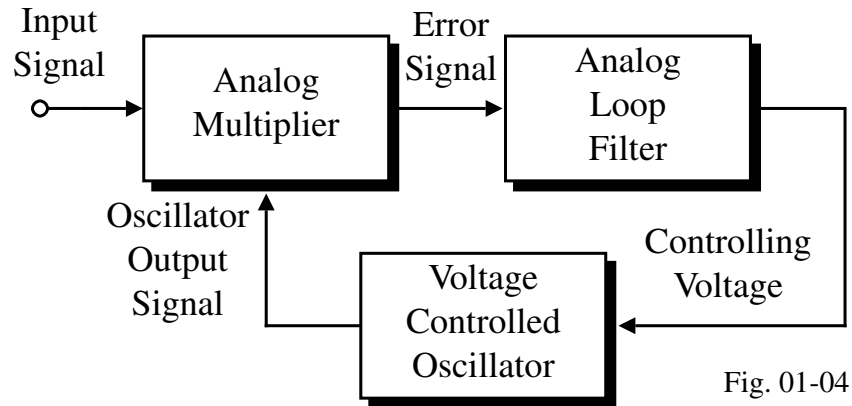 Input
Signal
Analog
Multiplier
Error
Signal
Analog
Loop
Filter
Oscillator
Output
Signal
Voltage
Controlled
Oscillator
Controlling
Voltage
Fig. 01-04